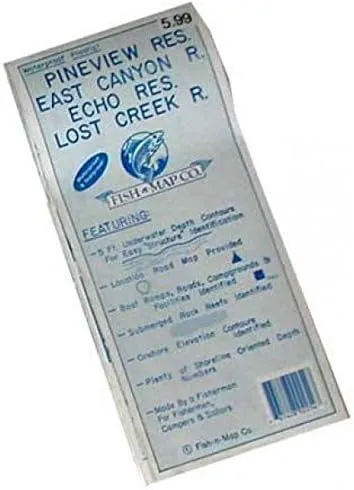 5.99
Waterproof Plastic!
PINEVIEW RES.
EAST CANYON R.
ECHO RES.
LOST CREEK R.
FISH-n-MAP CO.
FEATURING:
-5 Ft. Underwater Depth Contours
For Easy "Structure" Identification
-Location Road Map Provided
-Boat Ramps, Roads, Campgrounds &
Facilities Identified
-Submerged Rock Reefs Identified
-Onshore Elevation Contours
Identified
-Plenty of Shoreline Oriented Depth
Numbers
-Made By a Fisherman
For Fishermen,
Campers & Sailors
© Fish-n-Map Co.